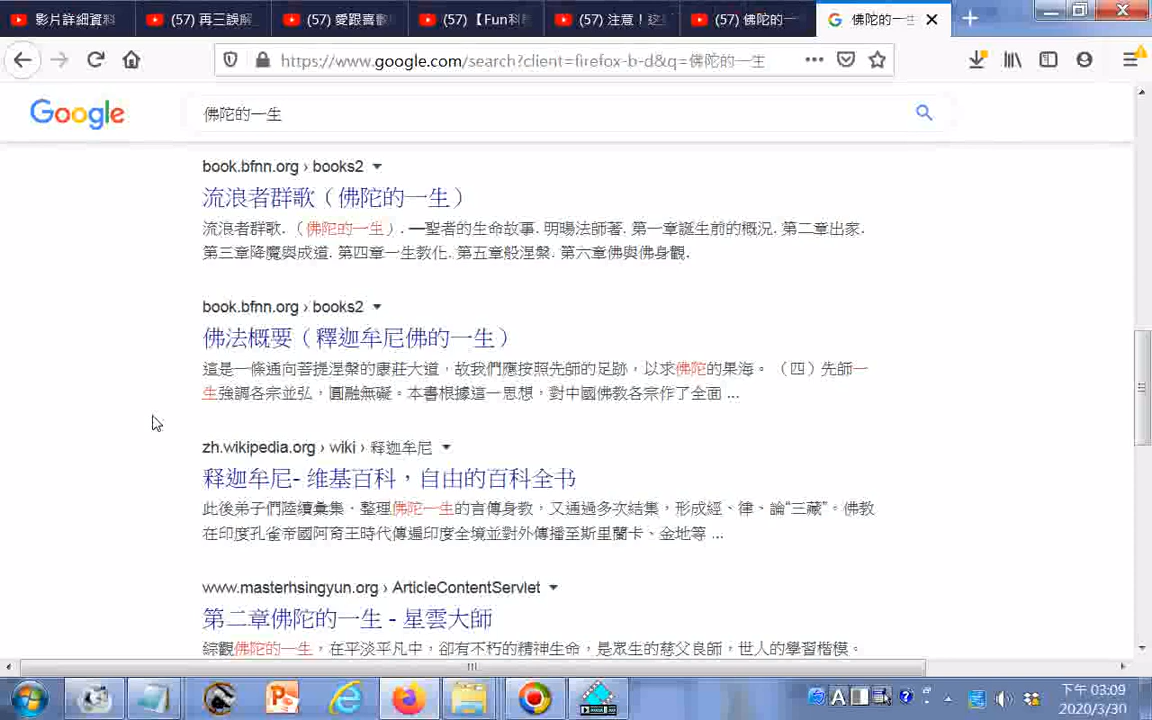 影片詳細資料
(57) 再三誤解
(57) 愛跟喜歡
(57)【Fun科
(57) 注意！这
(57) 佛陀的一
佛陀的一生
https://www.google.com/search?client=firefox-b-d&q=佛陀的一生
Google
佛陀的一生
book.bfnn.org › books2
流浪者群歌（佛陀的一生）
流浪者群歌. （佛陀的一生）. —聖者的生命故事. 明暘法師著. 第一章誕生前的概況. 第二章出家.
第三章降魔與成道. 第四章一生教化. 第五章般涅槃. 第六章佛與佛身觀.
book.bfnn.org › books2
佛法概要（釋迦牟尼佛的一生）
這是一條通向菩提涅槃的康莊大道，故我們應按照先師的足跡，以求佛陀的果海。（四）先師一
生強調各宗並弘，圓融無礙。本書根據這一思想，對中國佛教各宗作了全面 ...
zh.wikipedia.org › wiki › 释迦牟尼
释迦牟尼- 维基百科，自由的百科全书
此後弟子們陸續彙集、整理佛陀一生的言傳身教，又通過多次結集，形成經、律、論“三藏”。佛教
在印度孔雀帝國阿育王時代傳遍印度全境並對外傳播至斯里蘭卡、金地等 ...
www.masterhsingyun.org › ArticleContentServlet
第二章佛陀的一生 - 星雲大師
綜觀佛陀的一生，在平淡平凡中，卻有不朽的精神生命，是眾生的慈父良師，世人的學習楷模。
下午 03:09
2020/3/30